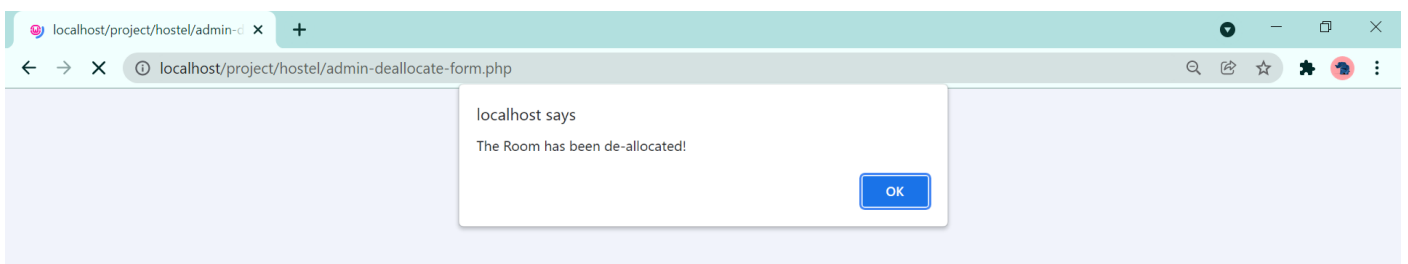 localhost/project/hostel/admin-d
localhost/project/hostel/admin-deallocate-form.php
localhost says
The Room has been de-allocated!
OK